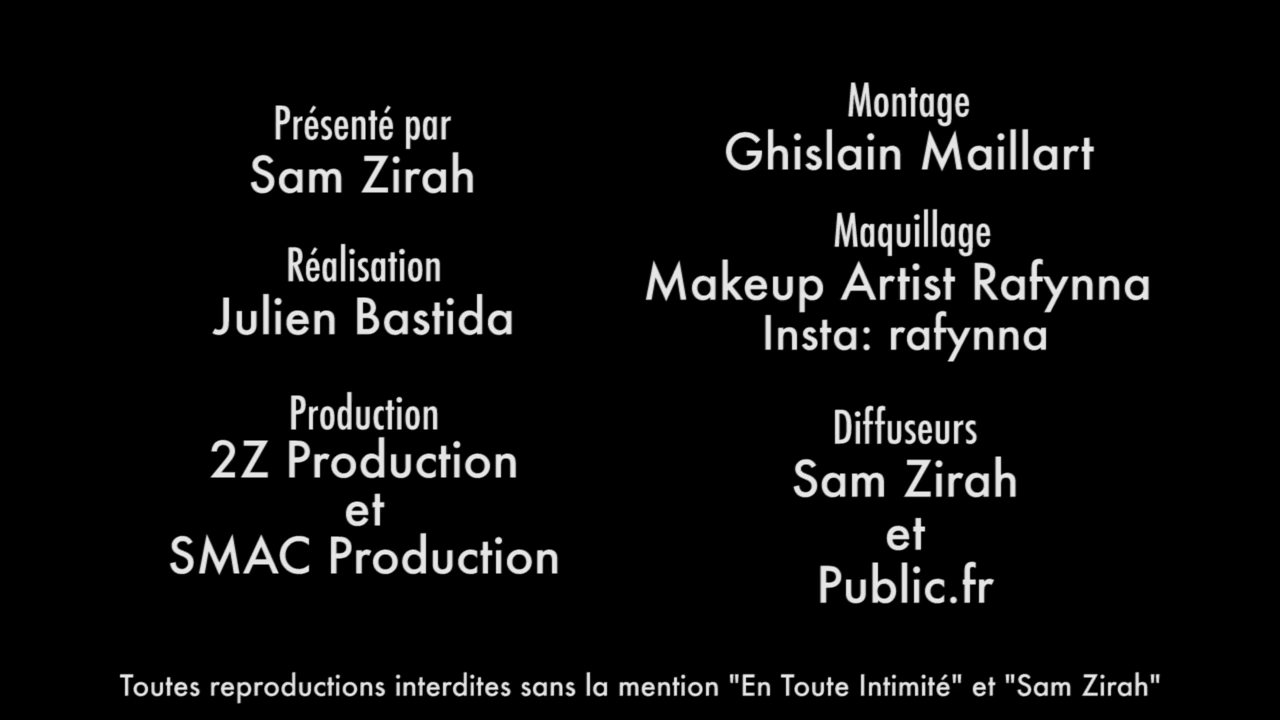 Présenté par
Sam Zirah
Réalisation
Julien Bastida
Production
2Z Production
et
SMAC Production
Montage
Ghislain Maillart
Maquillage
Makeup Artist Rafynna
Insta: rafynna
Diffuseurs
Sam Zirah
et
Public.fr
Toutes reproductions interdites sans la mention "En Toute Intimité" et "Sam Zirah"